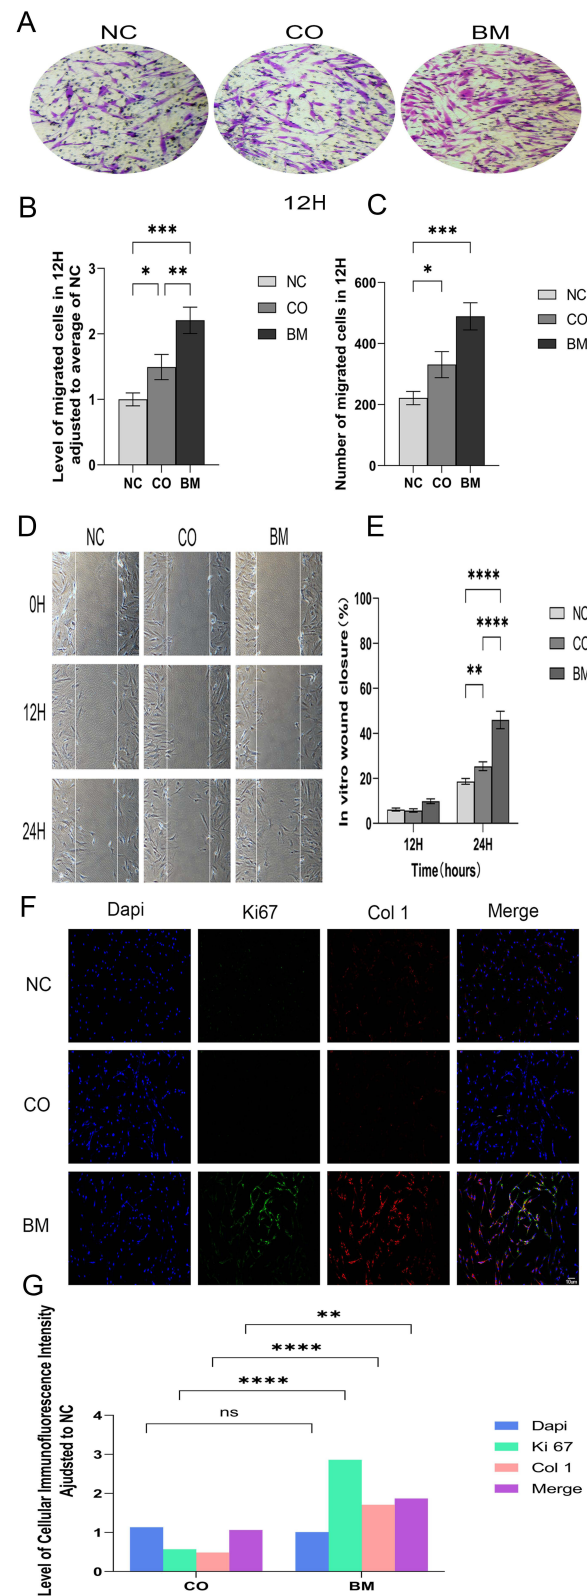 A
NC CO BM
12H
B
Level of migrated cells in 12H
adjusted to average of NC
***
* **
3
2
1
0
NC CO BM
NC
CO
BM
C
Number of migrated cells in 12H
***
*
600
400
200
0
NC CO BM
NC
CO
BM
D
NC CO BM
0H
12H
24H
E
In vitro wound closure(%)
****
****
**
100
80
60
40
20
0
12H 24H
Time(hours)
NC
CO
BM
F
Dapi Ki67 Col 1 Merge
NC
CO
BM
10um
G
Level of Cellular Immunofluorescence Intensity
Ajudsted to NC
**
****
****
ns
4
3
2
1
0
CO BM
Dapi
Ki 67
Col 1
Merge